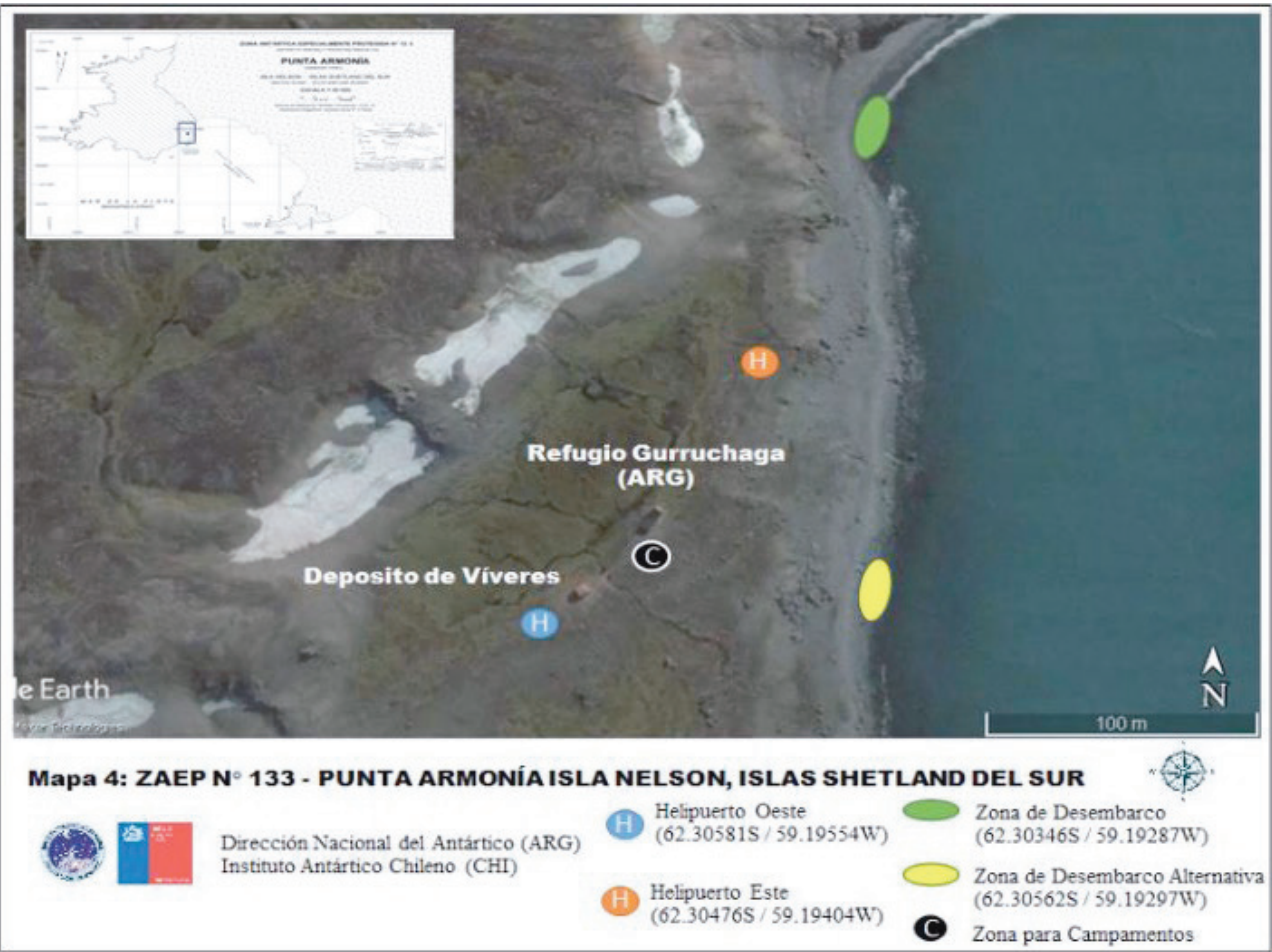 PUNTA ARMONÍA
H
Refugio Gurruchaga
(ARG)
C
Deposito de Víveres
H
le Earth
N
100 m
Mapa 4: ZAEP N° 133 - PUNTA ARMONÍA ISLA NELSON, ISLAS SHETLAND DEL SUR
Dirección Nacional del Antártico (ARG)
Instituto Antártico Chileno (CHI)
H Helipuerto Oeste
(62.30581S / 59.19554W)
H Helipuerto Este
(62.30476S / 59.19404W)
Zona de Desembarco
(62.30346S / 59.19287W)
Zona de Desembarco Alternativa
(62.30562S / 59.19297W)
C Zona para Campamentos